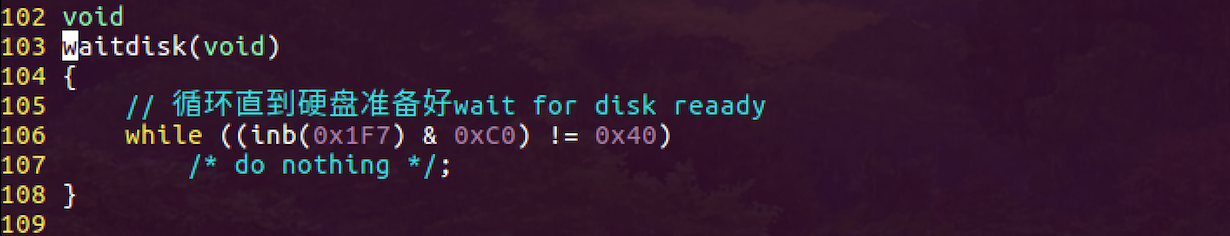 102 void
103 waitdisk(void)
104 {
105     // 循环直到硬盘准备好wait for disk reaady
106     while ((inb(0x1F7) & 0xC0) != 0x40)
107         /* do nothing */;
108 }
109